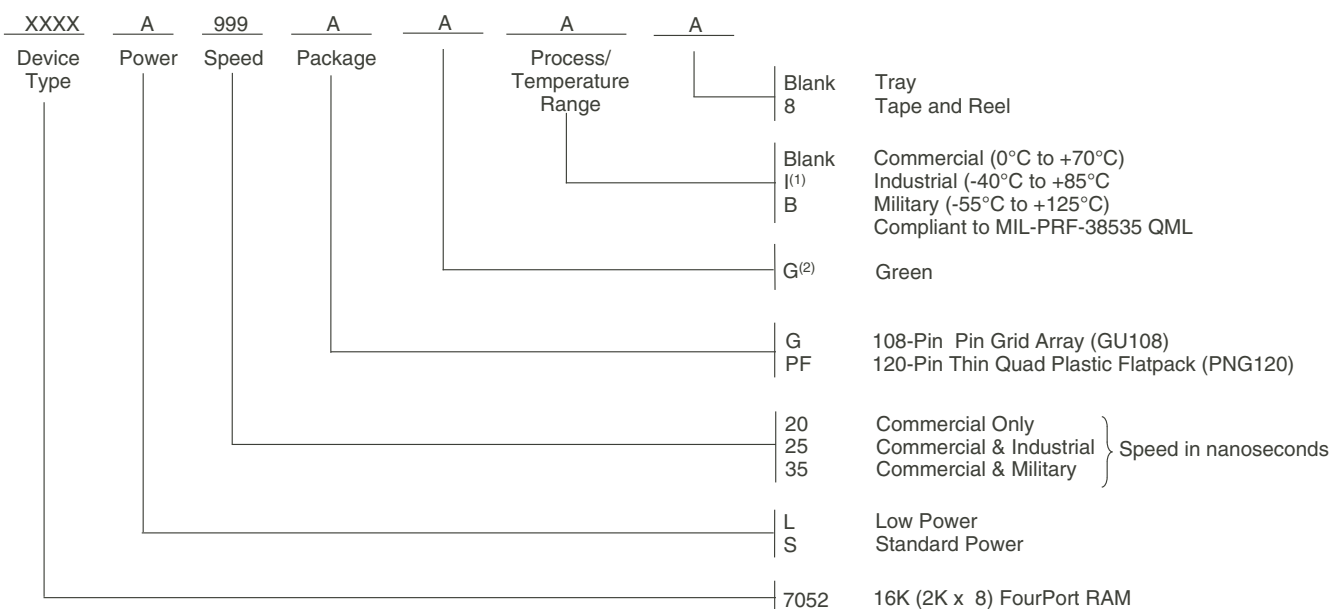 XXXX A 999 A A A A
Device Power Speed Package Process/
Type Temperature
Range
Blank Tray
8 Tape and Reel
Blank Commercial (0°C to +70°C)
I(1) Industrial (-40°C to +85°C
B Military (-55°C to +125°C)
Compliant to MIL-PRF-38535 QML
G(2) Green
G 108-Pin Pin Grid Array (GU108)
PF 120-Pin Thin Quad Plastic Flatpack (PNG120)
20 Commercial Only
25 Commercial & Industrial Speed in nanoseconds
35 Commercial & Military
L Low Power
S Standard Power
7052 16K (2K x 8) FourPort RAM